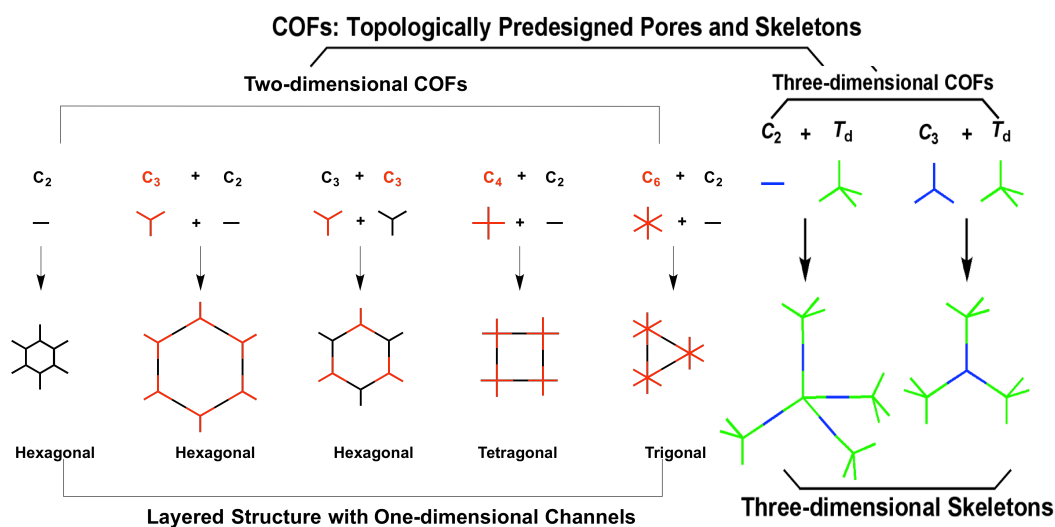 COFs: Topologically Predesigned Pores and Skeletons
Two-dimensional COFs
Three-dimensional COFs
C2 + Td
C3 + Td
C2
C3 + C2
C3 + C3
C4 + C2
C6 + C2
+
+
+
+
Hexagonal
Hexagonal
Hexagonal
Tetragonal
Trigonal
Layered Structure with One-dimensional Channels
Three-dimensional Skeletons